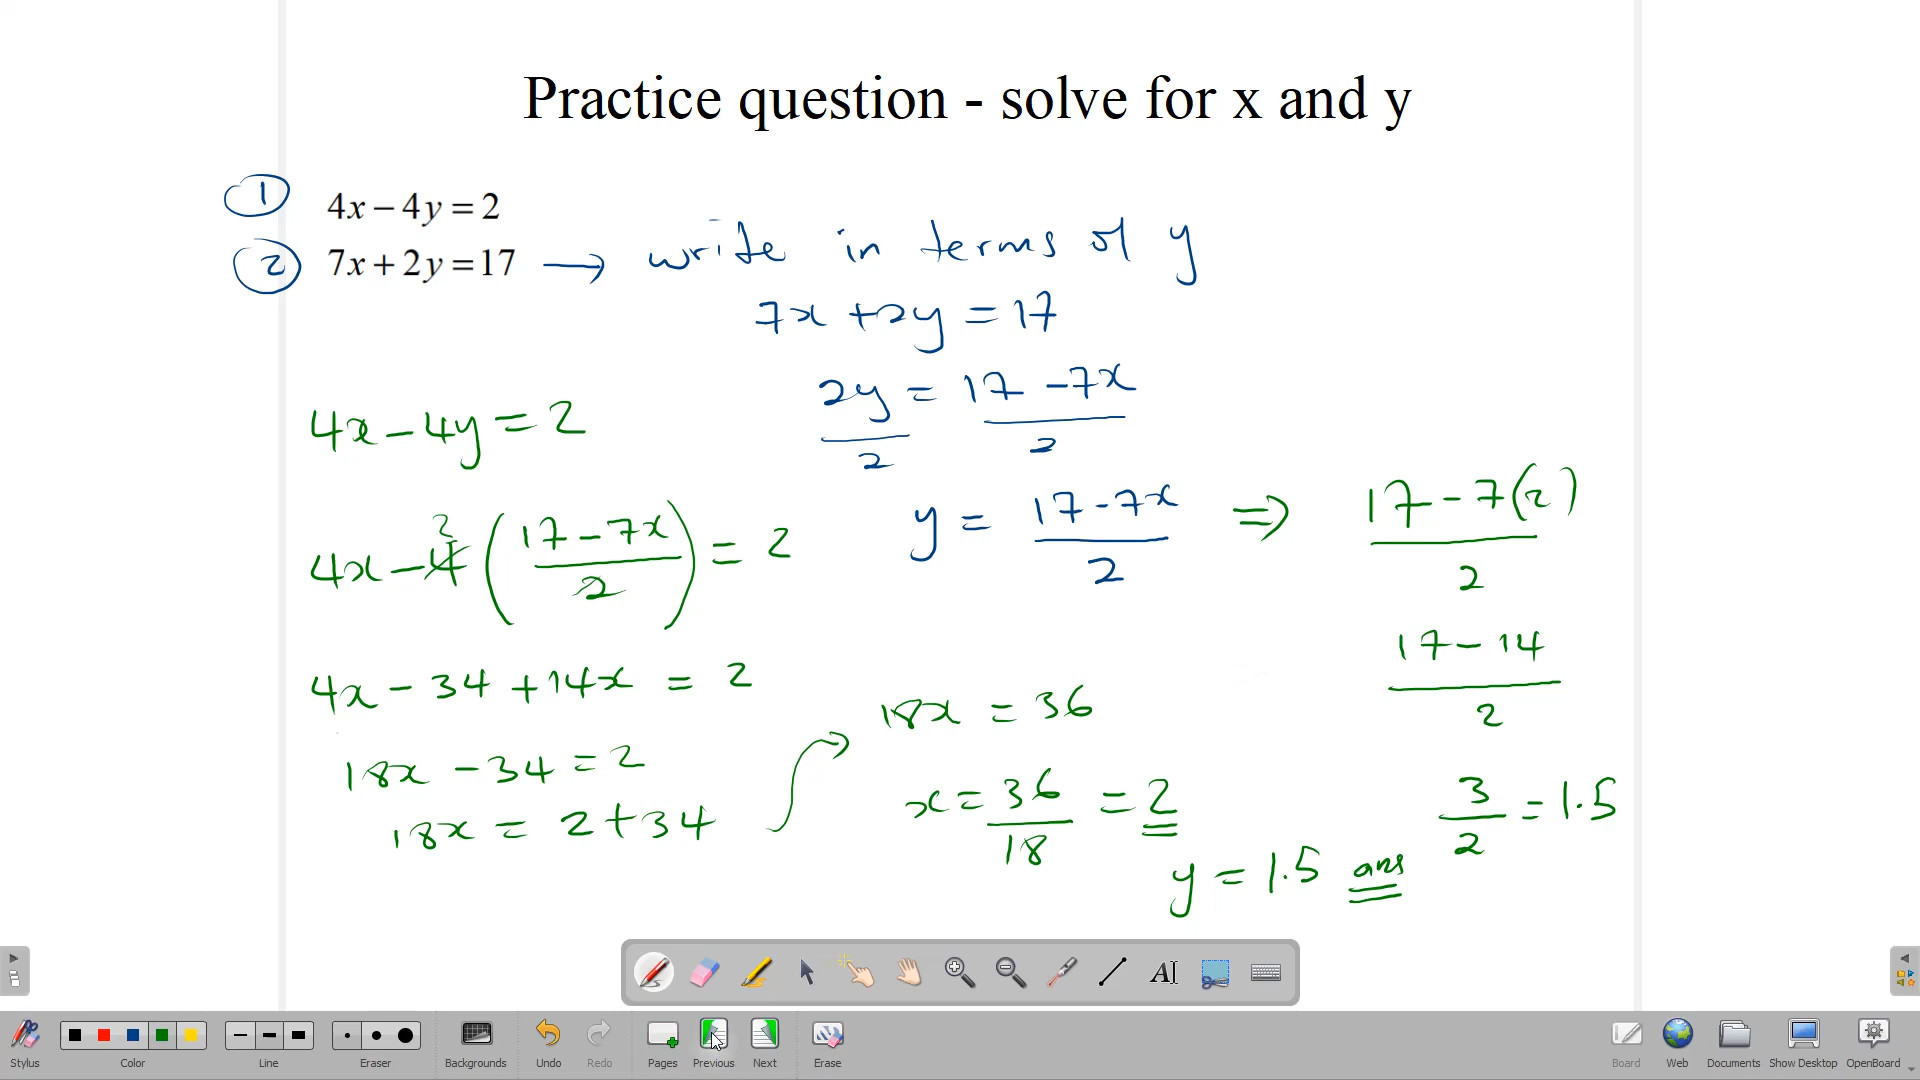 Practice question - solve for x and y
1 4x − 4y = 2
2 7x + 2y = 17 → write in terms of y
7x + 2y = 17
2y/2 = 17 - 7x/2
y = 17 - 7x/2 ⇒ 17 - 7(2)/2
17 - 14/2
3/2 = 1.5
4x - 4y = 2
4x - 4 2 (17 - 7x/2) = 2
4x - 34 + 14x = 2
18x - 34 = 2
18x = 2 + 34
18x = 36
x = 36/18 = 2
y = 1.5 ans
AI
Stylus Color Line Eraser Backgrounds Undo Redo Pages Previous Next Erase Board Web Documents Show Desktop OpenBoard